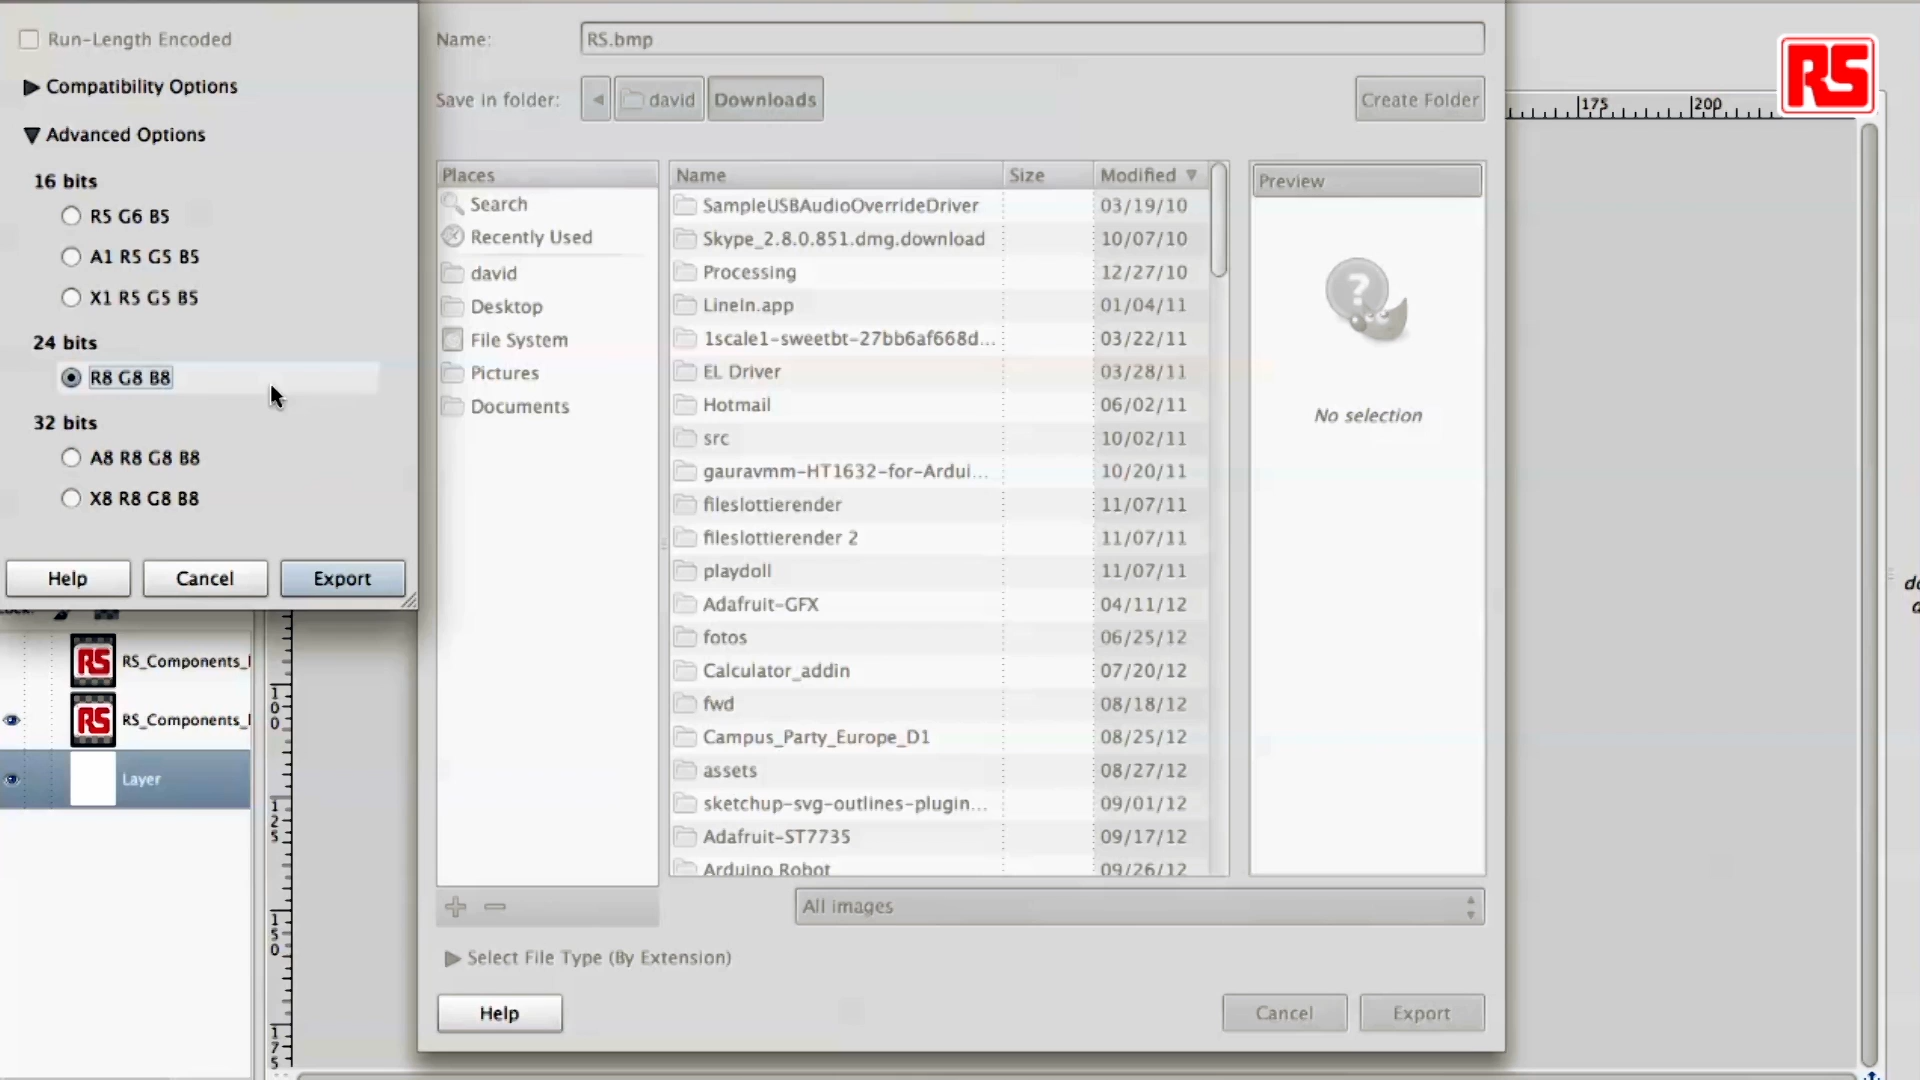 Run-Length Encoded
Compatibility Options
Advanced Options
16 bits
R5 G6 B5
A1 R5 G5 B5
X1 R5 G5 B5
24 bits
R8 G8 B8
32 bits
A8 R8 G8 B8
X8 R8 G8 B8
Help Cancel Export
RS RS_Components_
RS RS_Components_
Layer
100
125
150
175
Name: RS.bmp
Save in folder: david Downloads Create Folder
Places
Search
Recently Used
david
Desktop
File System
Pictures
Documents
Name Size Modified
SampleUSBAudioOverrideDriver 03/19/10
Skype_2.8.0.851.dmg.download 10/07/10
Processing 12/27/10
LineIn.app 01/04/11
1scale1-sweetbt-27bb6af668d... 03/22/11
EL Driver 03/28/11
Hotmail 06/02/11
src 10/02/11
gauravmm-HT1632-for-Ardui... 10/20/11
fileslottierender 11/07/11
fileslottierender 2 11/07/11
playdoll 11/07/11
Adafruit-GFX 04/11/12
fotos 06/25/12
Calculator_addin 07/20/12
fwd 08/18/12
Campus_Party_Europe_D1 08/25/12
assets 08/27/12
sketchup-svg-outlines-plugin... 09/01/12
Adafruit-ST7735 09/17/12
Arduino Robot 09/26/12
Preview
?
No selection
All images
Select File Type (By Extension)
Help Cancel Export
175 200
RS